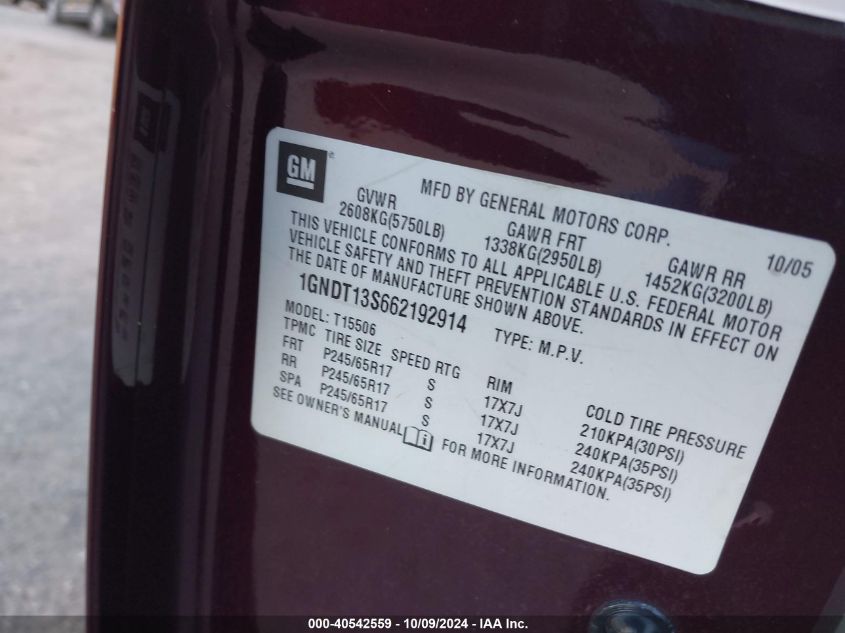 GM
MFD BY GENERAL MOTORS CORP.
10/05
GVWR
GAWR FRT
GAWR RR
2608KG(5750LB)
1338KG(2950LB)
1452KG(3200LB)
THIS VEHICLE CONFORMS TO ALL APPLICABLE U.S. FEDERAL MOTOR
VEHICLE SAFETY AND THEFT PREVENTION STANDARDS IN EFFECT ON
THE DATE OF MANUFACTURE SHOWN ABOVE.
1GNDT13S662192914
TYPE: M.P.V.
MODEL: T15506
TPMC TIRE SIZE SPEED RTG RIM COLD TIRE PRESSURE
FRT P245/65R17 S 17X7J 210KPA(30PSI)
RR P245/65R17 S 17X7J 240KPA(35PSI)
SPA P245/65R17 S 17X7J 240KPA(35PSI)
SEE OWNER'S MANUAL FOR MORE INFORMATION.
000-40542559 - 10/09/2024 - IAA Inc.